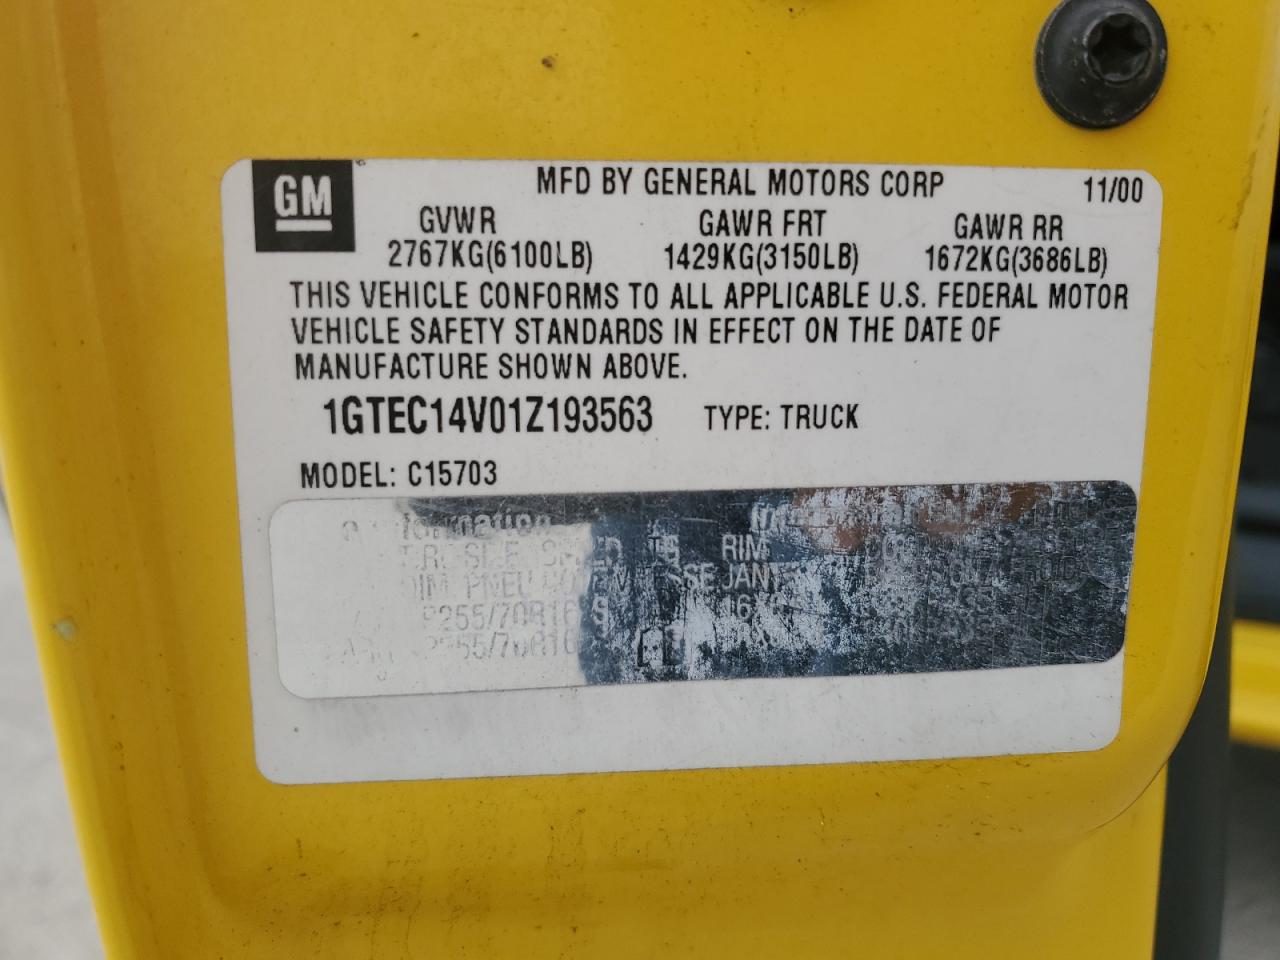 GM
MFD BY GENERAL MOTORS CORP 11/00
GVWR GAWR FRT GAWR RR
2767KG(6100LB) 1429KG(3150LB) 1672KG(3686LB)
THIS VEHICLE CONFORMS TO ALL APPLICABLE U.S. FEDERAL MOTOR
VEHICLE SAFETY STANDARDS IN EFFECT ON THE DATE OF
MANUFACTURE SHOWN ABOVE.
1GTEC14V01Z193563 TYPE: TRUCK
MODEL: C15703
RIM
DIM PNEU
P255/70R16